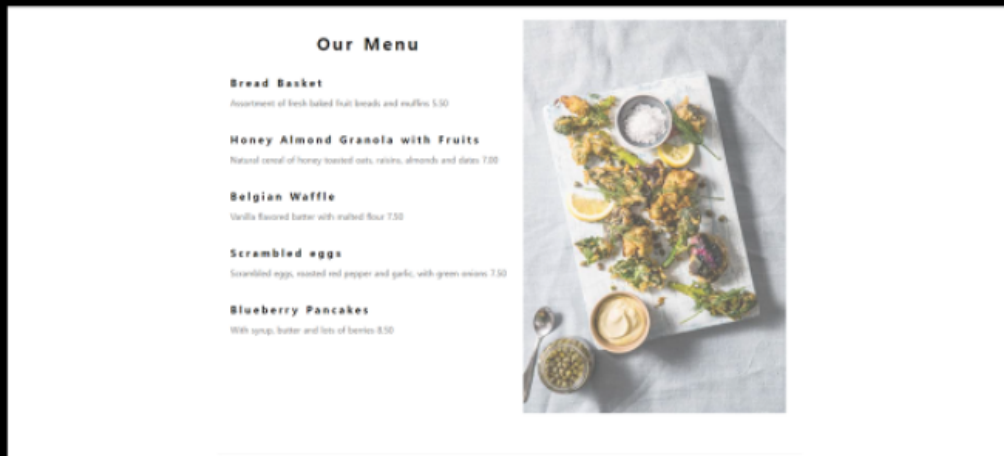 Our Menu
Bread Basket
Assortment of fresh baked fruit breads and muffins 5.50
Honey Almond Granola with Fruits
Natural cereal of honey toasted oats, raisins, almonds and dates 7.00
Belgian Waffle
Vanilla flavored batter with malted flour 7.50
Scrambled eggs
Scrambled eggs, roasted red pepper and garlic, with green onions 7.50
Blueberry Pancakes
With syrup, butter and lots of berries 8.50